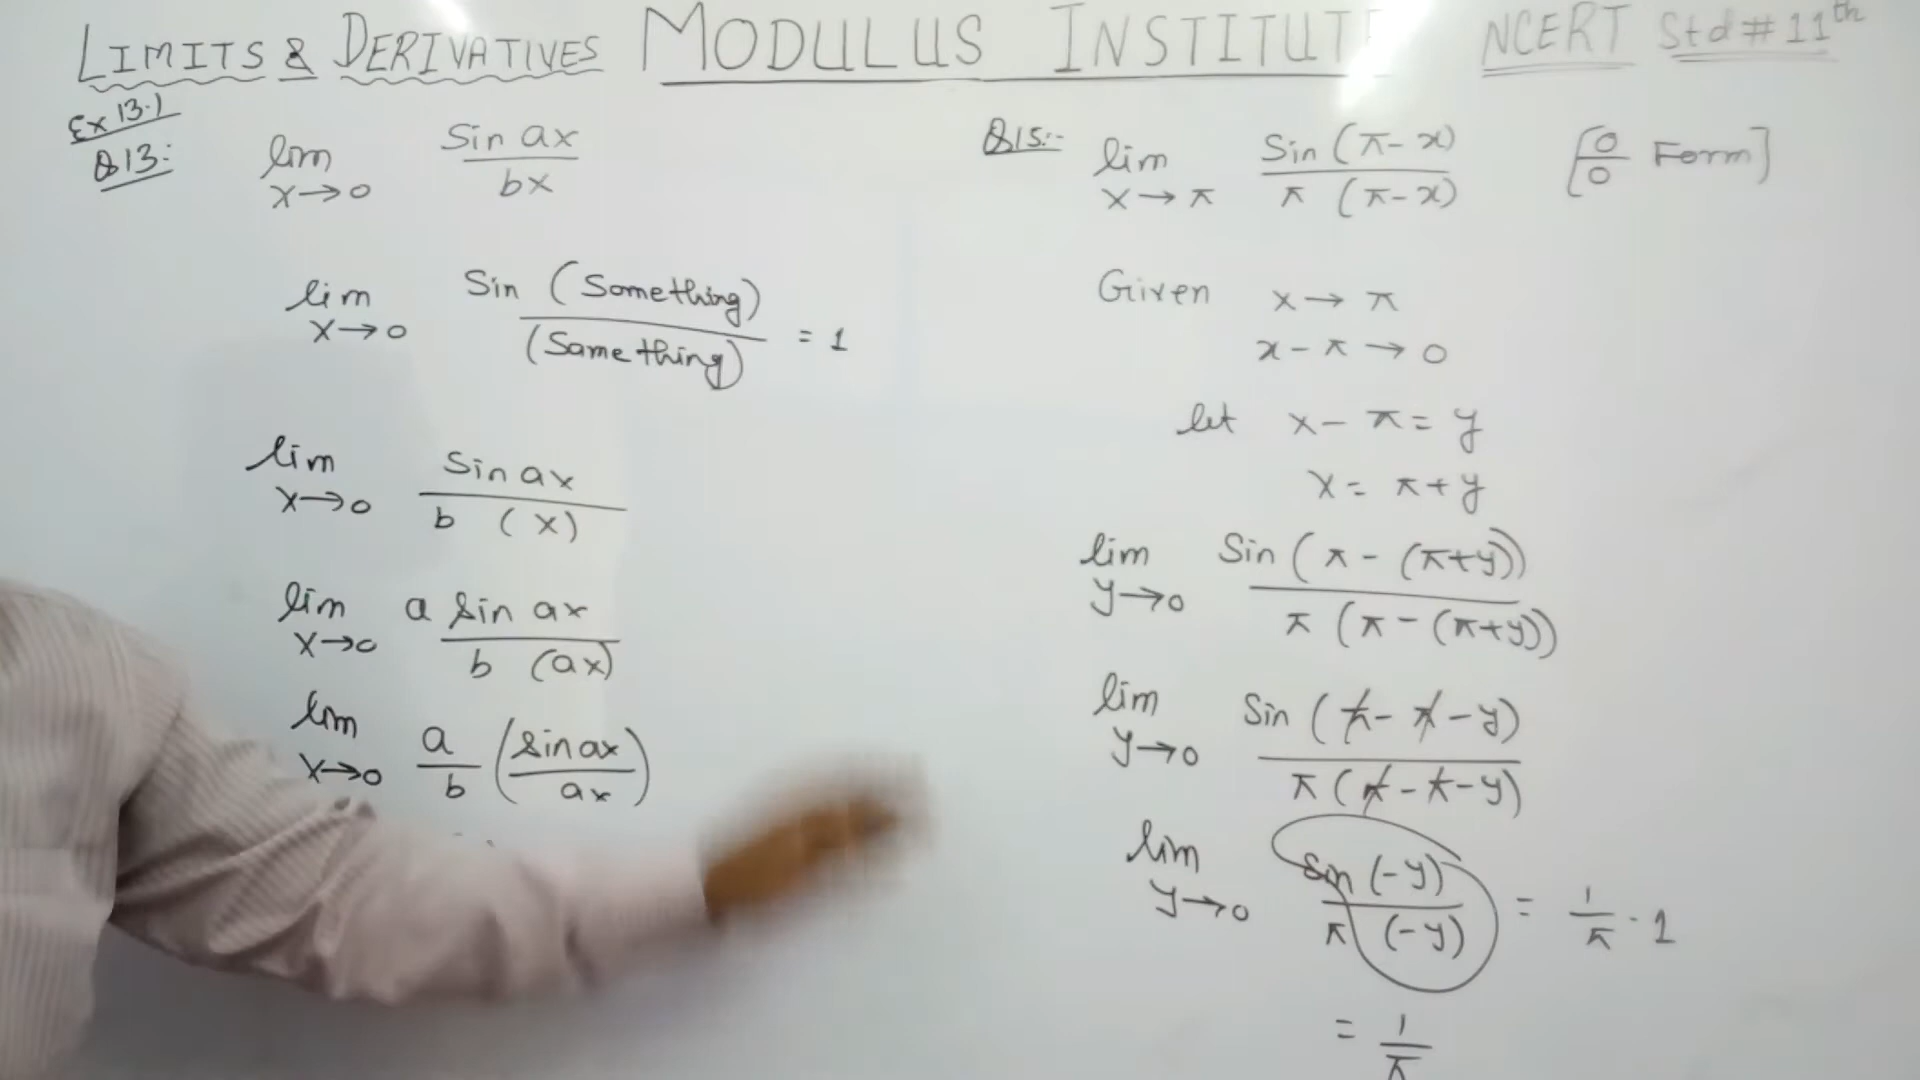 LIMITS & DERIVATIVES MODULUS INSTITUT NCERT Std # 11th
Ex 13.1
Q13:
lim x→0 Sin ax / bx
lim x→0 Sin (Something) / (Same thing) = 1
lim x→0 Sin ax / b (x)
lim x→0 a sin ax / b (ax)
lim x→0 a/b (sin ax / ax)
Q15:- lim x→π Sin (π-x) / π (π-x) [0/0 Form]
Given x→π
x-π→0
let x-π=y
x=π+y
lim y→0 Sin (π-(π+y)) / π (π-(π+y))
lim y→0 Sin (π-π-y) / π (π-π-y)
lim y→0 sin (-y) / π (-y) = 1/π · 1
= 1/π